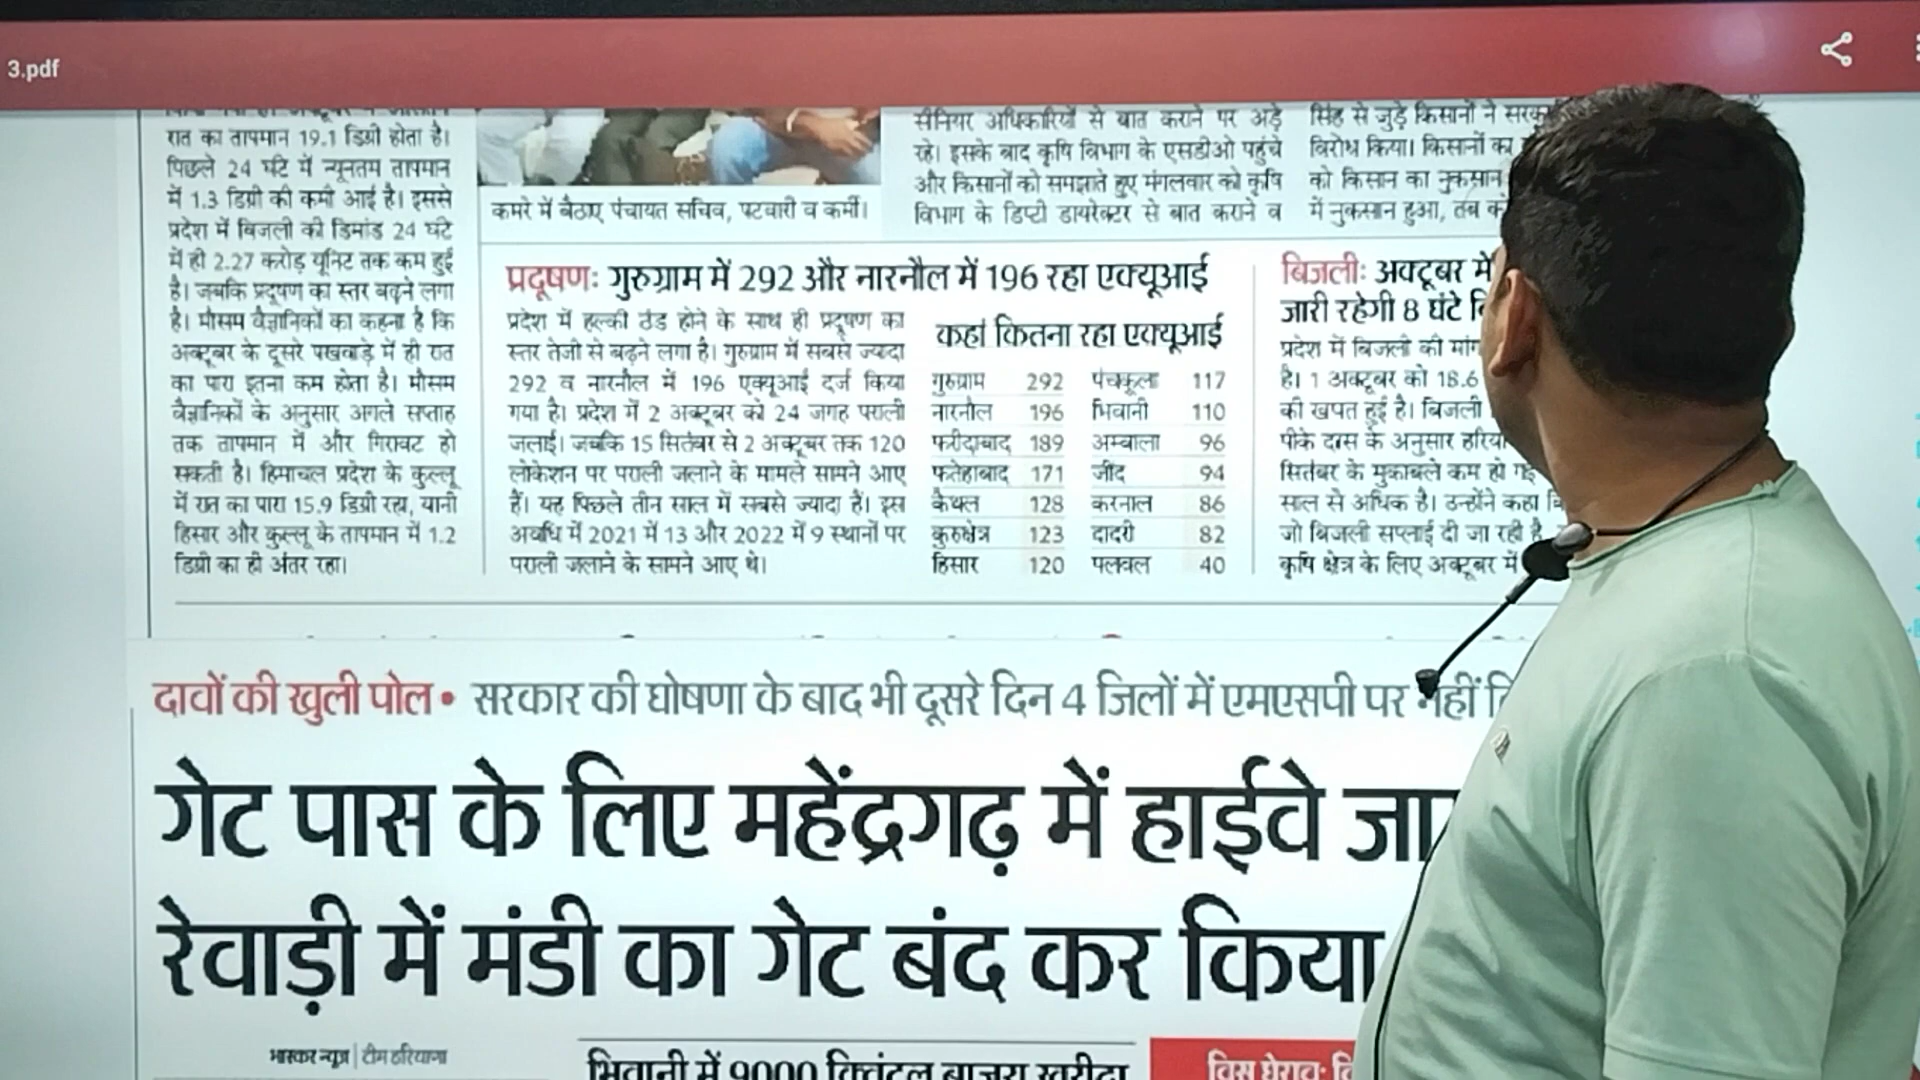 3.pdf
रात का तापमान 19.1 डिग्री होता है।
पिछले 24 घंटे में न्यूनतम तापमान
में 1.3 डिग्री की कमी आई है। इससे
प्रदेश में बिजली की डिमांड 24 घंटे
में ही 2.27 करोड़ यूनिट तक कम हुई
है। जबकि प्रदूषण का स्तर बढ़ने लगा
है। मौसम वैज्ञानिकों का कहना है कि
अक्टूबर के दूसरे पखवाड़े में ही रात
का पारा इतना कम होता है। मौसम
वैज्ञानिकों के अनुसार अगले सप्ताह
तक तापमान में और गिरावट हो
सकती है। हिमाचल प्रदेश के कुल्लू
में रात का पारा 15.9 डिग्री रहा, यानी
हिसार और कुल्लू के तापमान में 1.2
डिग्री का ही अंतर रहा।
कमरे में बैठाए पंचायत सचिव, पटवारी व कर्मी।
सीनियर अधिकारियों से बात कराने पर अड़े
रहे। इसके बाद कृषि विभाग के एसडीओ पहुंचे
और किसानों को समझाते हुए मंगलवार को कृषि
विभाग के डिप्टी डायरेक्टर से बात कराने व
सिंह से जुड़े किसानों ने
विरोध किया। किसानों का
को किसान का नुकसान
में नुकसान हुआ, तब
प्रदूषण: गुरुग्राम में 292 और नारनौल में 196 रहा एक्यूआई
प्रदेश में हल्की ठंड होने के साथ ही प्रदूषण का
स्तर तेजी से बढ़ने लगा है। गुरुग्राम में सबसे ज्यादा
292 व नारनौल में 196 एक्यूआई दर्ज किया
गया है। प्रदेश में 2 अक्टूबर को 24 जगह पराली
जलाई। जबकि 15 सितंबर से 2 अक्टूबर तक 120
लोकेशन पर पराली जलाने के मामले सामने आए
हैं। यह पिछले तीन साल में सबसे ज्यादा हैं। इस
अवधि में 2021 में 13 और 2022 में 9 स्थानों पर
पराली जलाने के सामने आए थे।
कहां कितना रहा एक्यूआई
गुरुग्राम 292 पंचकूला 117
नारनौल 196 भिवानी 110
फरीदाबाद 189 अम्बाला 96
फतेहाबाद 171 जींद 94
कैथल 128 करनाल 86
कुरुक्षेत्र 123 दादरी 82
हिसार 120 पलवल 40
बिजली: अक्टूबर में
जारी रहेगी 8 घंटे
प्रदेश में बिजली की
है। 1 अक्टूबर को 18.6
की खपत हुई है। बिजली
पीके दास के अनुसार
सितंबर के मुकाबले कम हो
साल से अधिक है। उन्होंने कहा
जो बिजली सप्लाई दी जा रही है
कृषि क्षेत्र के लिए अक्टूबर में
दावों की खुली पोल • सरकार की घोषणा के बाद भी दूसरे दिन 4 जिलों में एमएसपी पर नहीं
गेट पास के लिए महेंद्रगढ़ में हाईवे
रेवाड़ी में मंडी का गेट बंद कर किया
भास्कर न्यूज | टीम हरियाणा
भिवानी में 9000 क्विंटल बाजरा खरीदा
विस घेराव: